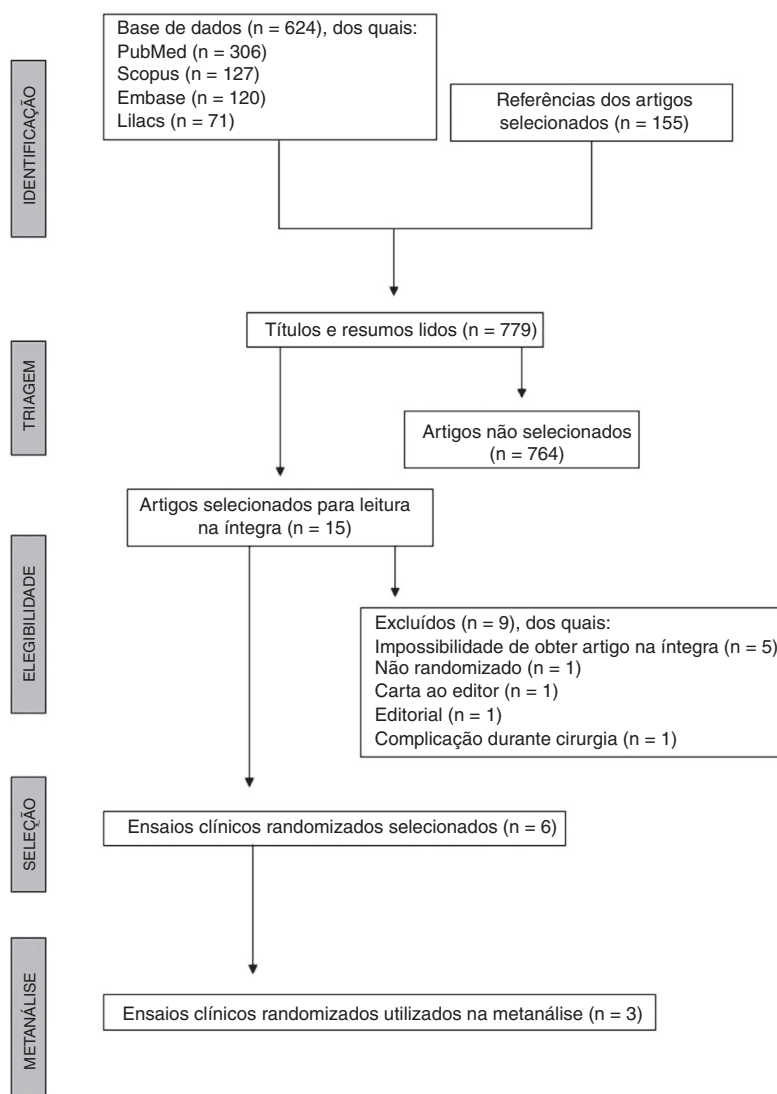 IDENTIFICAÇÃO
Base de dados (n = 624), dos quais:
PubMed (n = 306)
Scopus (n = 127)
Embase (n = 120)
Lilacs (n = 71)
Referências dos artigos
selecionados (n = 155)
TRIAGEM
Títulos e resumos lidos (n = 779)
Artigos não selecionados
(n = 764)
ELEGIBILIDADE
Artigos selecionados para leitura
na íntegra (n = 15)
Excluídos (n = 9), dos quais:
Impossibilidade de obter artigo na íntegra (n = 5)
Não randomizado (n = 1)
Carta ao editor (n = 1)
Editorial (n = 1)
Complicação durante cirurgia (n = 1)
SELEÇÃO
Ensaios clínicos randomizados selecionados (n = 6)
METANÁLISE
Ensaios clínicos randomizados utilizados na metanálise (n = 3)